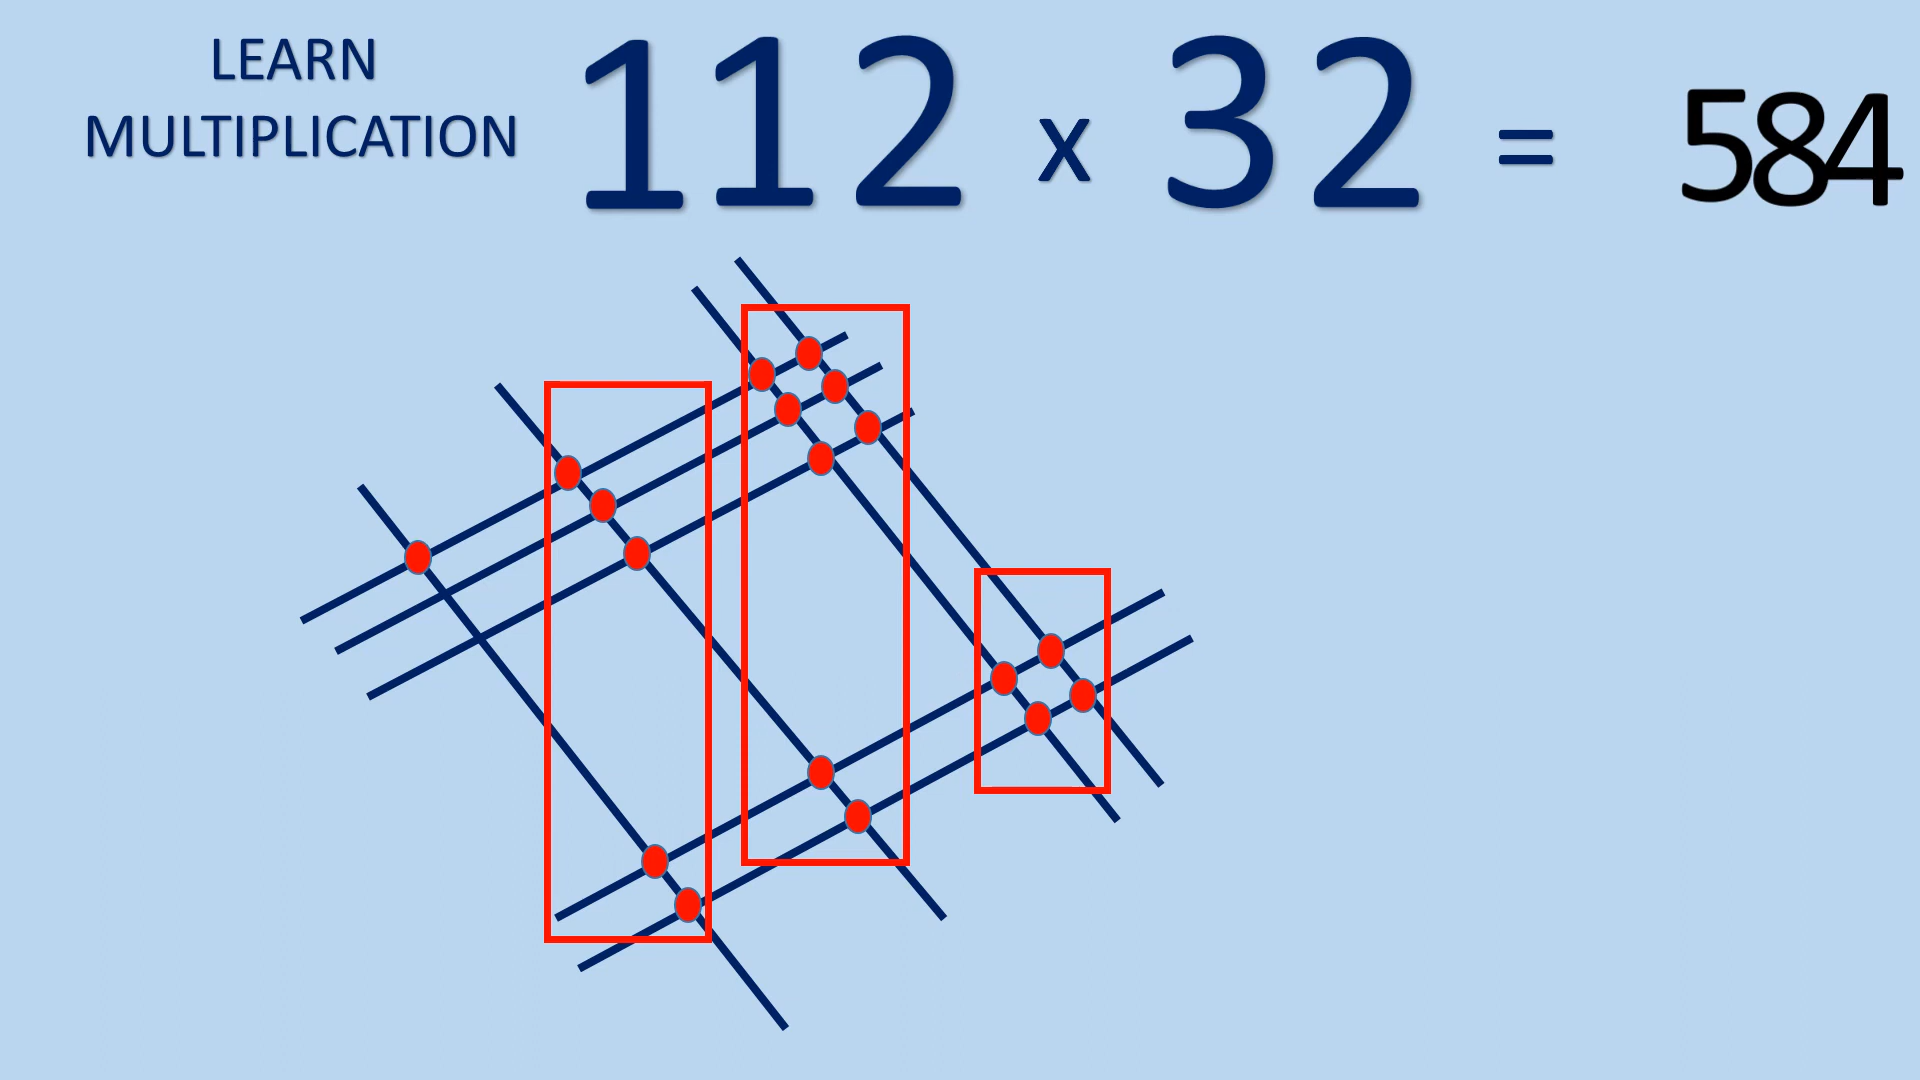 LEARN
MULTIPLICATION
112 x 32 = 584